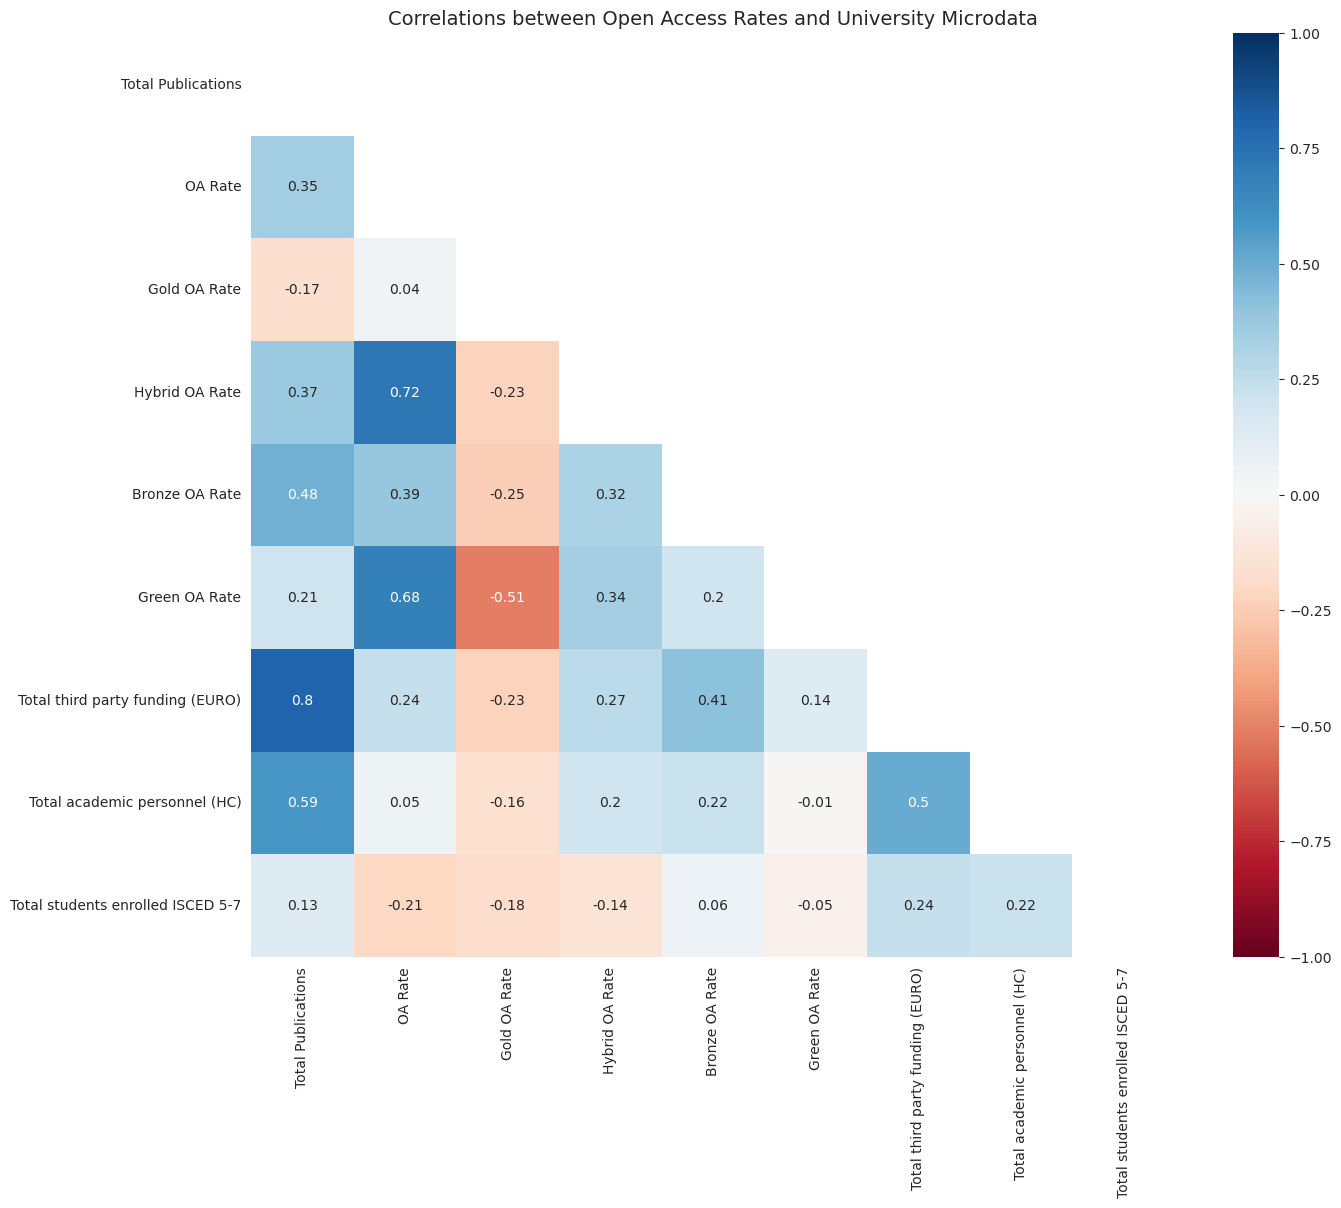 Correlations between Open Access Rates and University Microdata
Total Publications
OA Rate 0.35
Gold OA Rate -0.17 0.04
Hybrid OA Rate 0.37 0.72 -0.23
Bronze OA Rate 0.48 0.39 -0.25 0.32
Green OA Rate 0.21 0.68 -0.51 0.34 0.2
Total third party funding (EURO) 0.8 0.24 -0.23 0.27 0.41 0.14
Total academic personnel (HC) 0.59 0.05 -0.16 0.2 0.22 -0.01 0.5
Total students enrolled ISCED 5-7 0.13 -0.21 -0.18 -0.14 0.06 -0.05 0.24 0.22
Total Publications
OA Rate
Gold OA Rate
Hybrid OA Rate
Bronze OA Rate
Green OA Rate
Total third party funding (EURO)
Total academic personnel (HC)
Total students enrolled ISCED 5-7
1.00
0.75
0.50
0.25
0.00
−0.25
−0.50
−0.75
−1.00